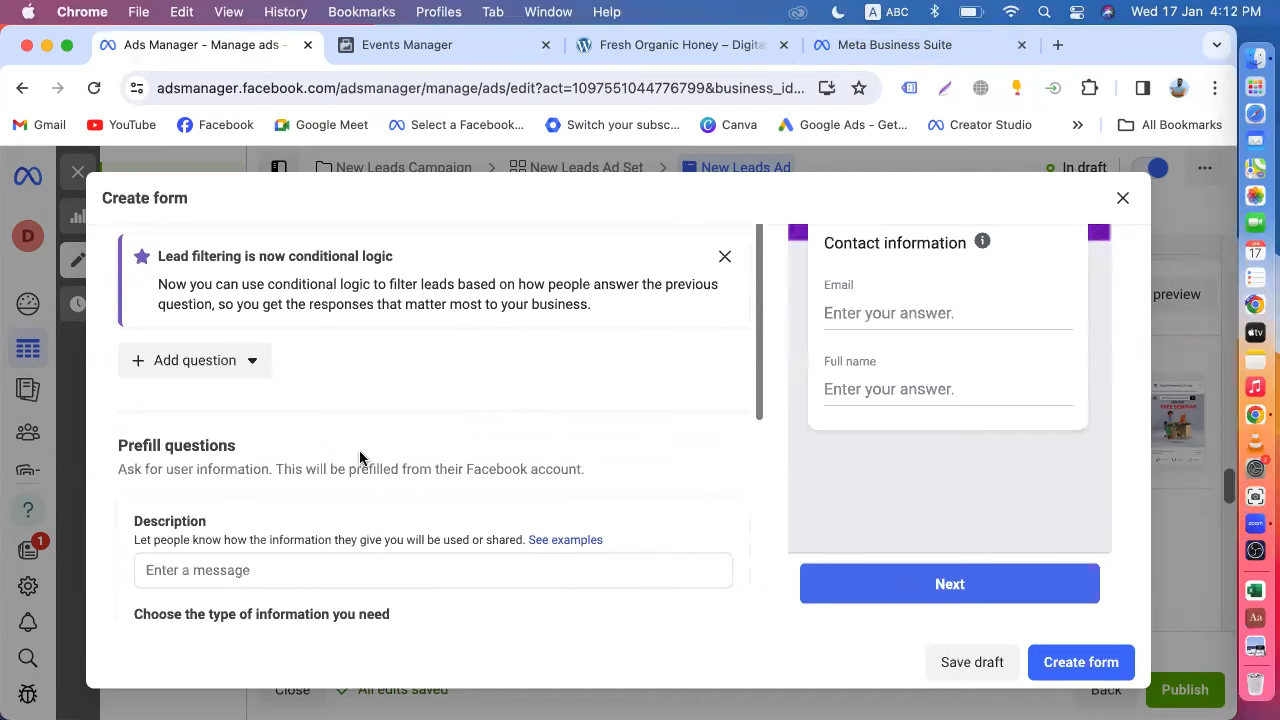 Chrome File Edit View History Bookmarks Profiles Tab Window Help A ABC Wed 17 Jan 4:12 PM
Ads Manager - Manage ads - Events Manager Fresh Organic Honey – Digita Meta Business Suite
adsmanager.facebook.com/adsmanager/manage/ads/edit?act=1097551044776799&business_id...
Gmail YouTube Facebook Google Meet Select a Facebook... Switch your subsc... Canva Google Ads - Get... Creator Studio » All Bookmarks
New Leads Campaign New Leads Ad Set New Leads Ad In draft
Create form
Lead filtering is now conditional logic
Now you can use conditional logic to filter leads based on how people answer the previous
question, so you get the responses that matter most to your business.
+ Add question
Prefill questions
Ask for user information. This will be prefilled from their Facebook account.
Description
Let people know how the information they give you will be used or shared. See examples
Enter a message
Choose the type of information you need
Contact information
Email
Enter your answer.
Full name
Enter your answer.
Next
Save draft Create form
preview
FREE SEMINAR
D
1
Close All edits saved Back Publish
17
tv
zoom
Aa